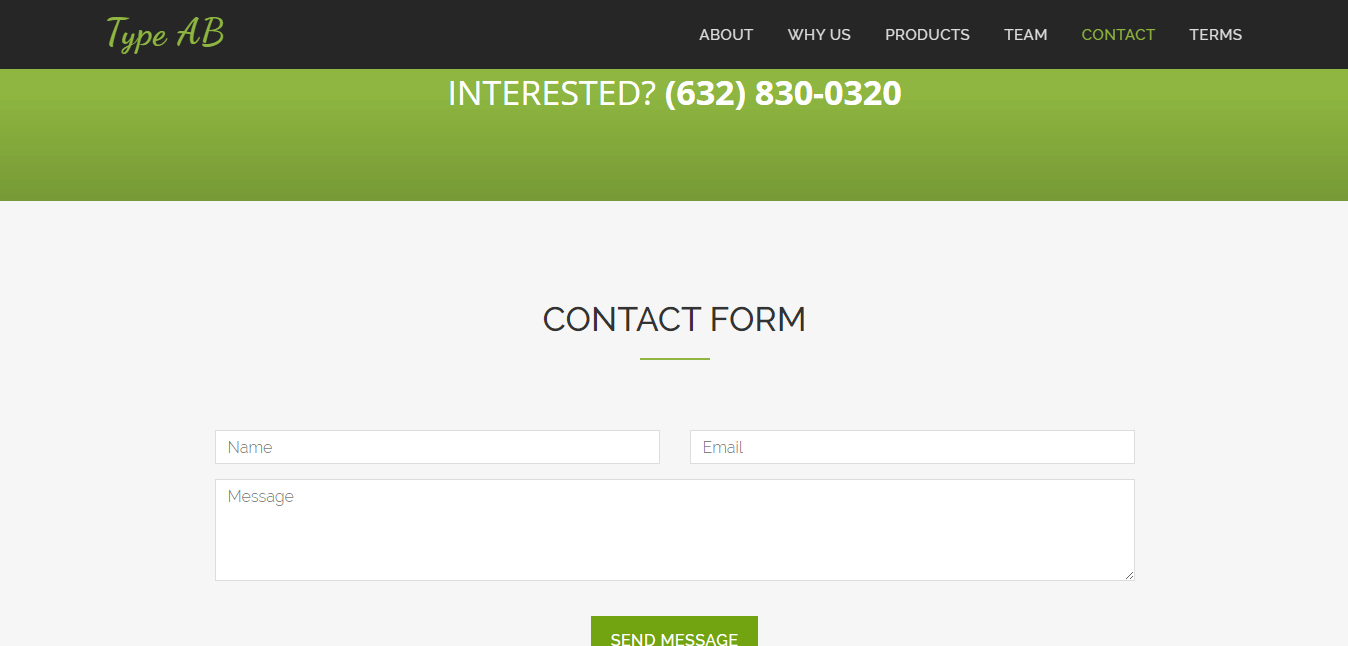 Type AB
ABOUT WHY US PRODUCTS TEAM CONTACT TERMS
INTERESTED? (632) 830-0320
CONTACT FORM
Name Email
Message
SEND MESSAGE